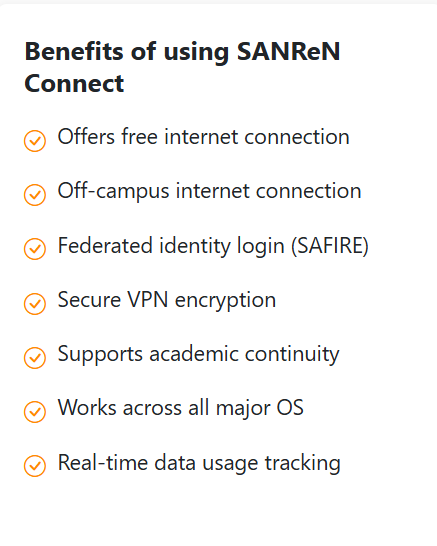 Benefits of using SANReN
Connect
Offers free internet connection
Off-campus internet connection
Federated identity login (SAFIRE)
Secure VPN encryption
Supports academic continuity
Works across all major OS
Real-time data usage tracking